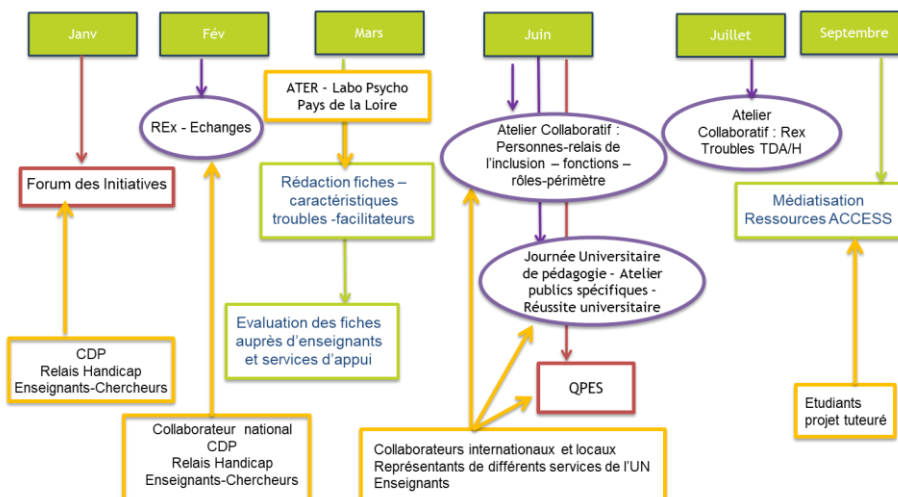 Janv
Fév
Mars
Juin
Juillet
Septembre
ATER - Labo Psycho
Pays de la Loire
REx - Echanges
Atelier Collaboratif :
Personnes-relais de
l'inclusion – fonctions –
rôles-périmètre
Atelier
Collaboratif : Rex
Troubles TDA/H
Forum des Initiatives
Rédaction fiches –
caractéristiques
troubles -facilitateurs
Médiatisation
Ressources ACCESS
Journée Universitaire
de pédagogie - Atelier
publics spécifiques -
Réussite universitaire
Evaluation des fiches
auprès d'enseignants
et services d'appui
CDP
Relais Handicap
Enseignants-Chercheurs
QPES
Etudiants
projet tuteuré
Collaborateur national
CDP
Relais Handicap
Enseignants-Chercheurs
Collaborateurs internationaux et locaux
Représentants de différents services de l'UN
Enseignants